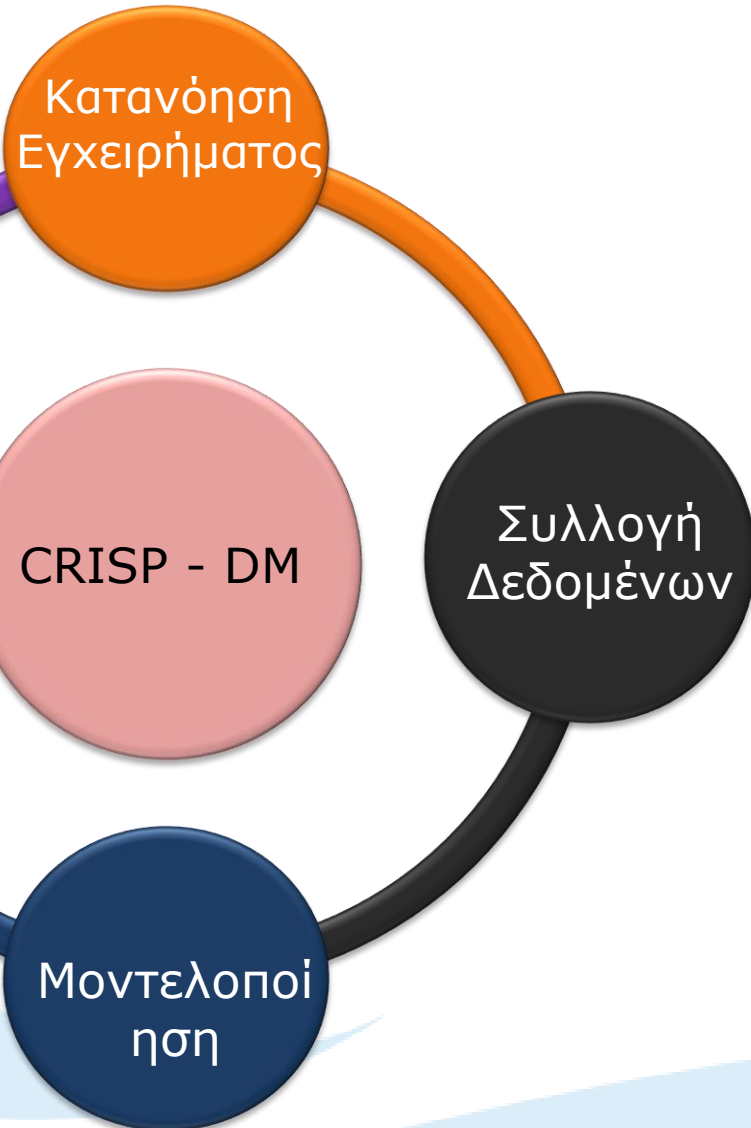 Κατανόηση
Εγχειρήματος
CRISP - DM
Συλλογή
Δεδομένων
Μοντελοποί
ηση